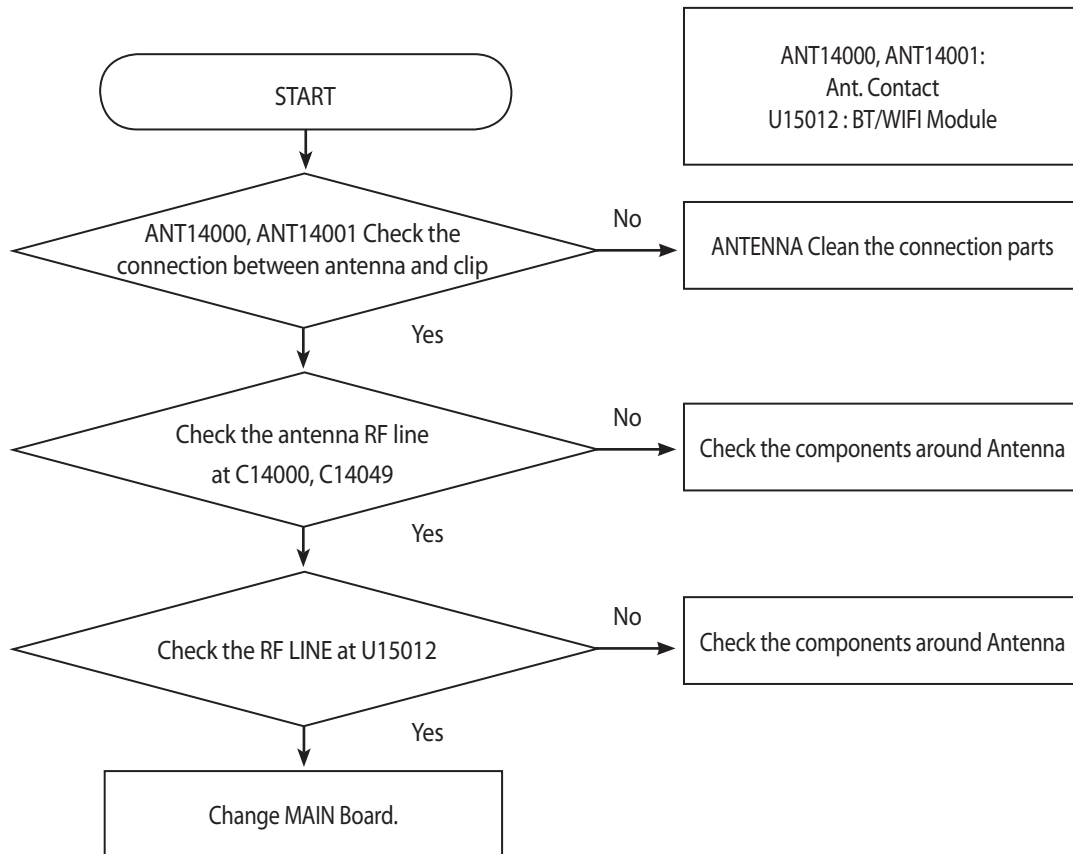 START
ANT14000, ANT14001:
Ant. Contact
U15012 : BT/WIFI Module
ANT14000, ANT14001 Check the
connection between antenna and clip
No
ANTENNA Clean the connection parts
Yes
Check the antenna RF line
at C14000, C14049
No
Check the components around Antenna
Yes
Check the RF LINE at U15012
No
Check the components around Antenna
Yes
Change MAIN Board.